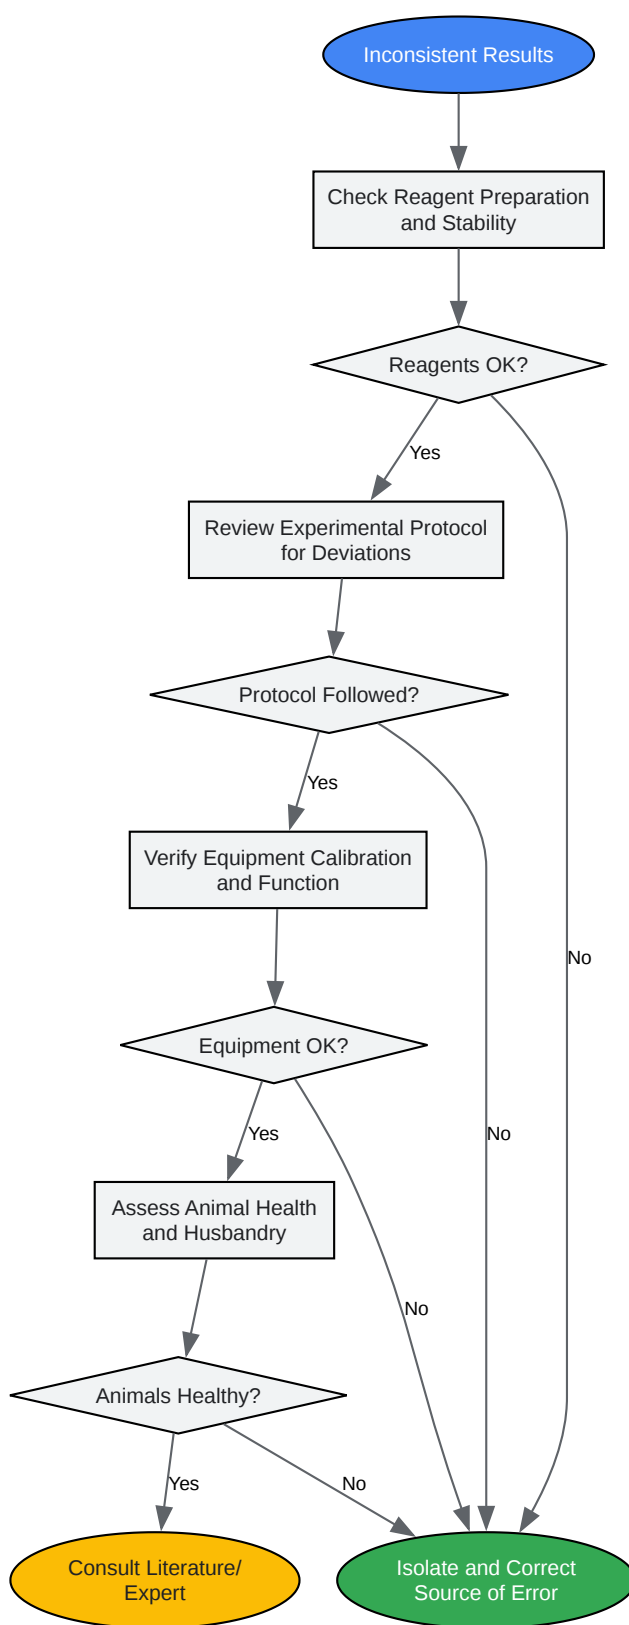 Inconsistent Results
Check Reagent Preparation
and Stability
Reagents OK?
Yes
Review Experimental Protocol
for Deviations
Protocol Followed?
Yes
Verify Equipment Calibration
and Function
No
Equipment OK?
Yes
No
Assess Animal Health
and Husbandry
No
Animals Healthy?
Yes
No
Consult Literature/
Expert
Isolate and Correct
Source of Error